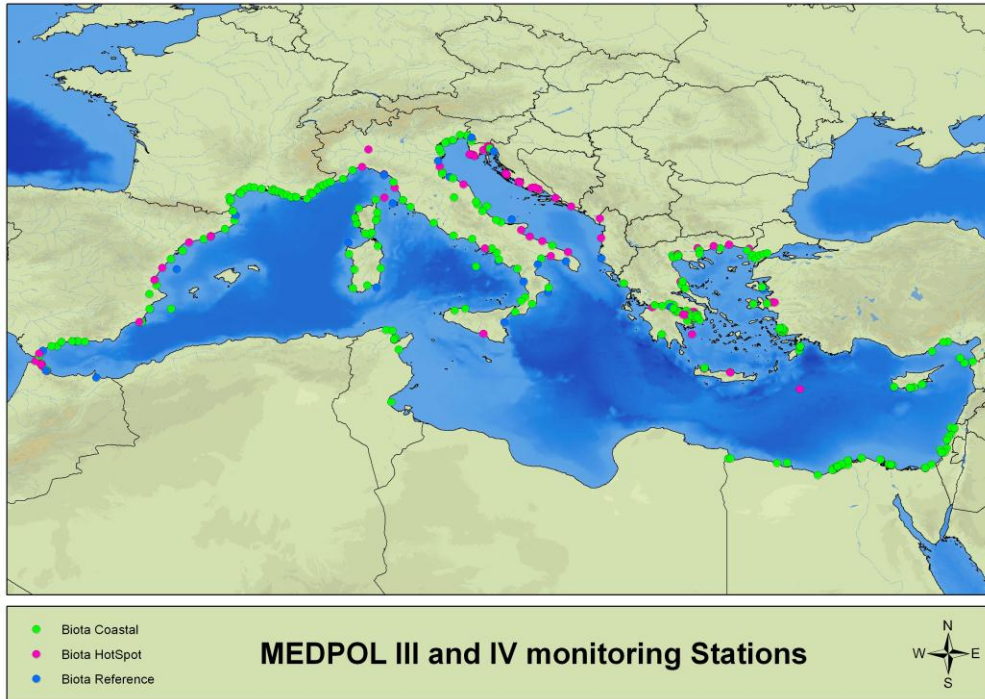 Biota Coastal
Biota HotSpot
Biota Reference
MEDPOL III and IV monitoring Stations
N
W E
S